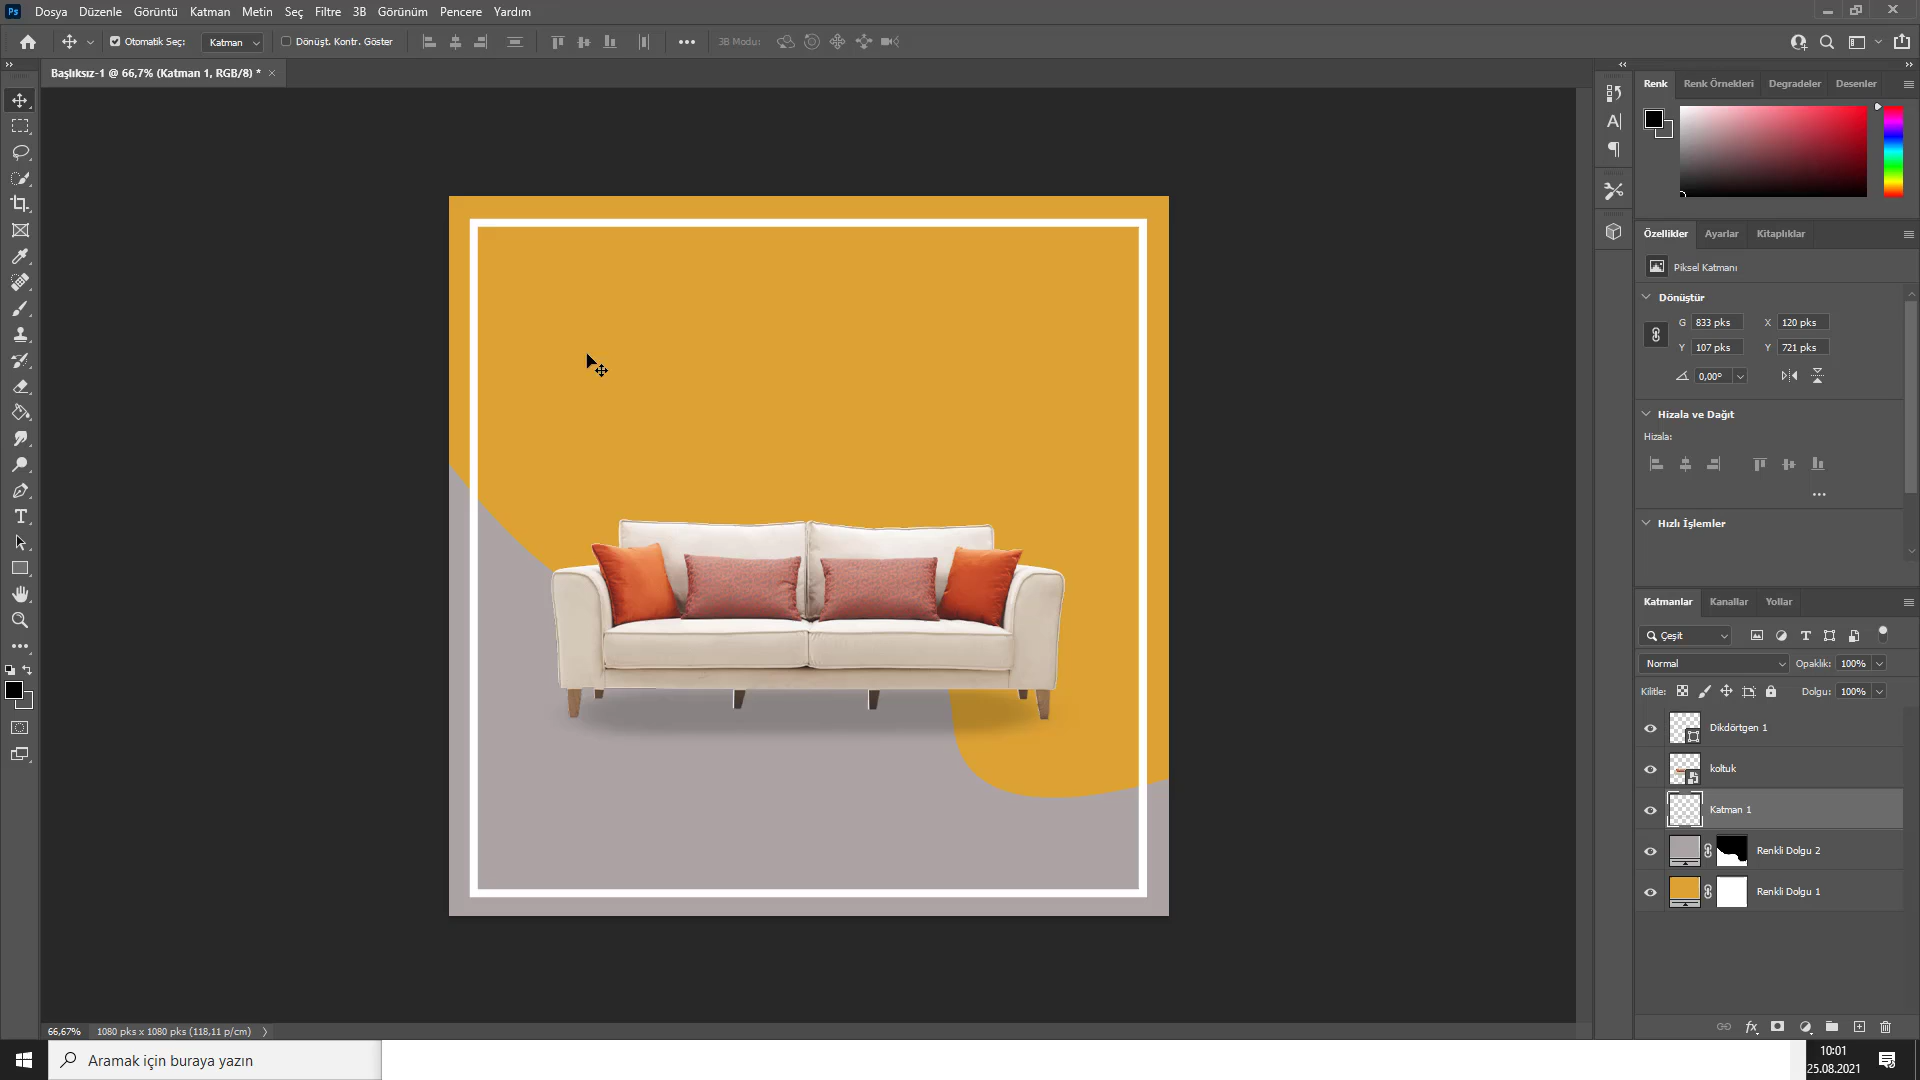 Ps Dosya Düzenle Görüntü Katman Metin Seç Filtre 3B Görünüm Pencere Yardım
Otomatik Seç: Katman Dönüşt. Kontr. Göster 3B Modu:
Başlıksız-1 @ 66,7% (Katman 1, RGB/8) *
Renk Renk Örnekleri Degradeler Desenler
Özellikler Ayarlar Kitaplıklar
Piksel Katmanı
Dönüştür
G 833 pks X 120 pks
Y 107 pks Y 721 pks
0,00°
Hizala ve Dağıt
Hizala:
Hızlı İşlemler
Katmanlar Kanallar Yollar
Çeşit
Normal Opaklık: 100%
Kilitle: Dolgu: 100%
Dikdörtgen 1
koltuk
Katman 1
Renkli Dolgu 2
Renkli Dolgu 1
66,67% 1080 pks x 1080 pks (118,11 p/cm)
Aramak için buraya yazın
10:01
25.08.2021